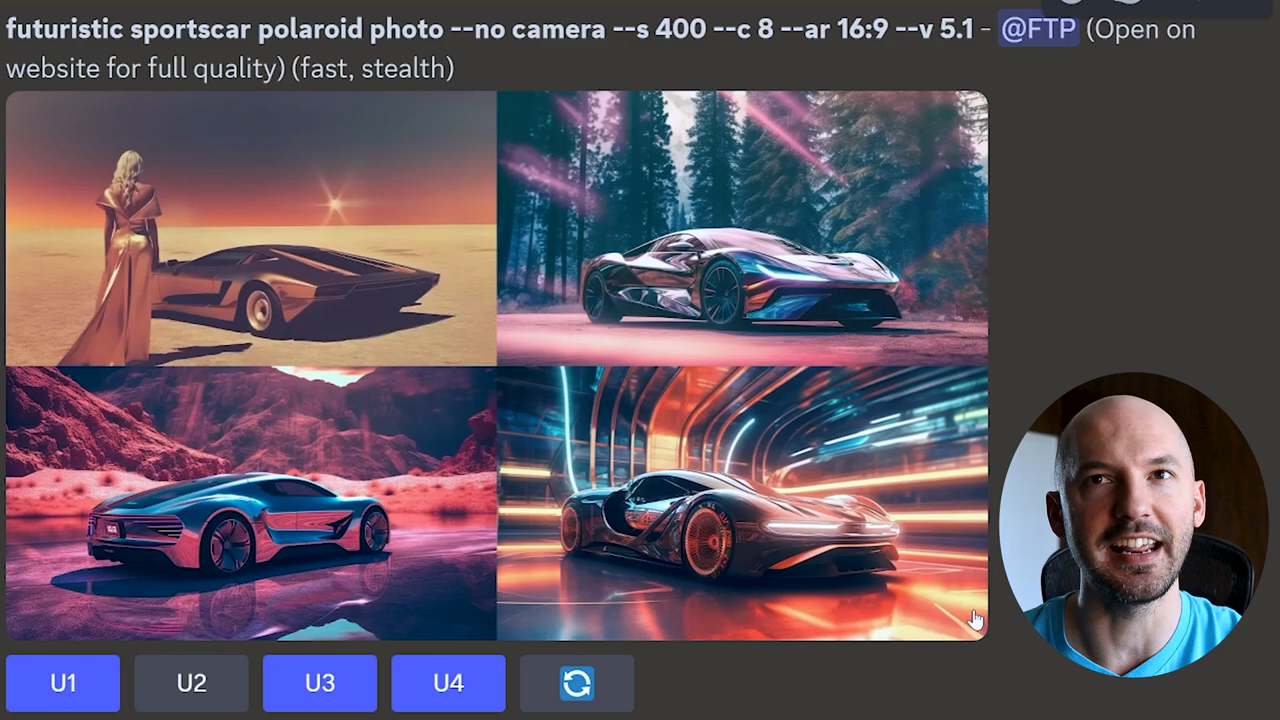 futuristic sportscar polaroid photo --no camera --s 400 --c 8 --ar 16:9 --v 5.1 - @FTP (Open on
website for full quality) (fast, stealth)
U1 U2 U3 U4